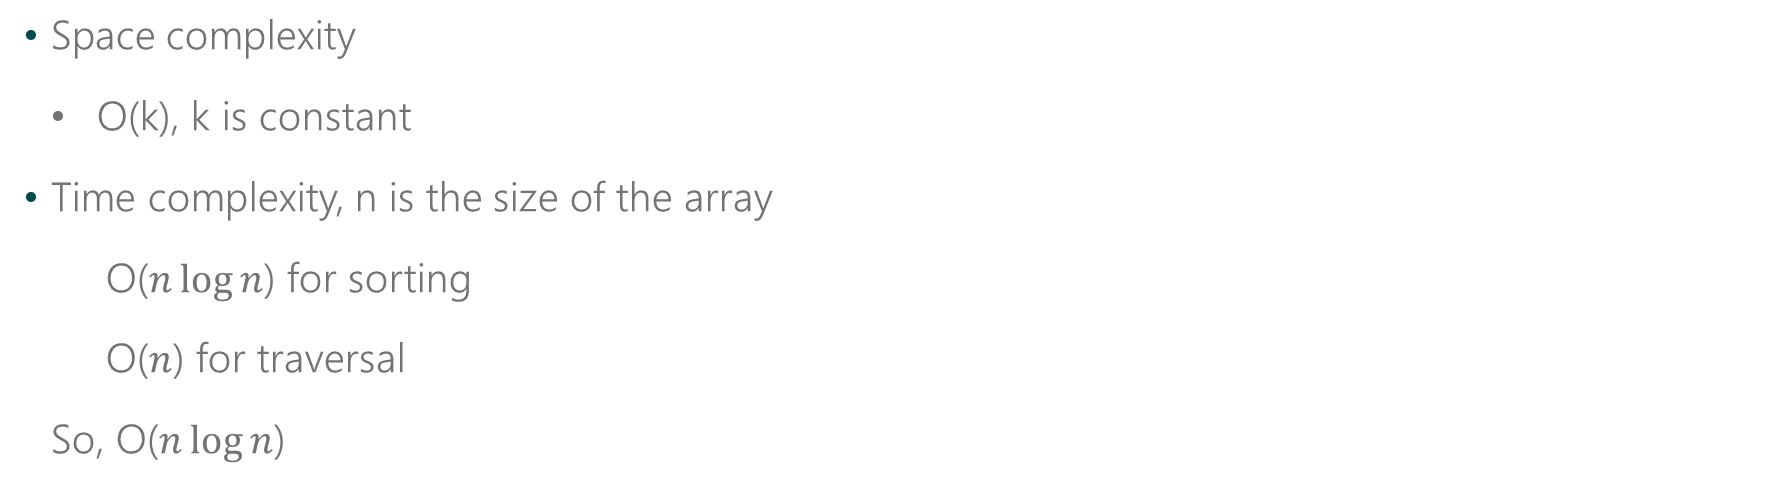 • Space complexity
• O(k), k is constant
• Time complexity, n is the size of the array
O(n log n) for sorting
O(n) for traversal
So, O(n log n)